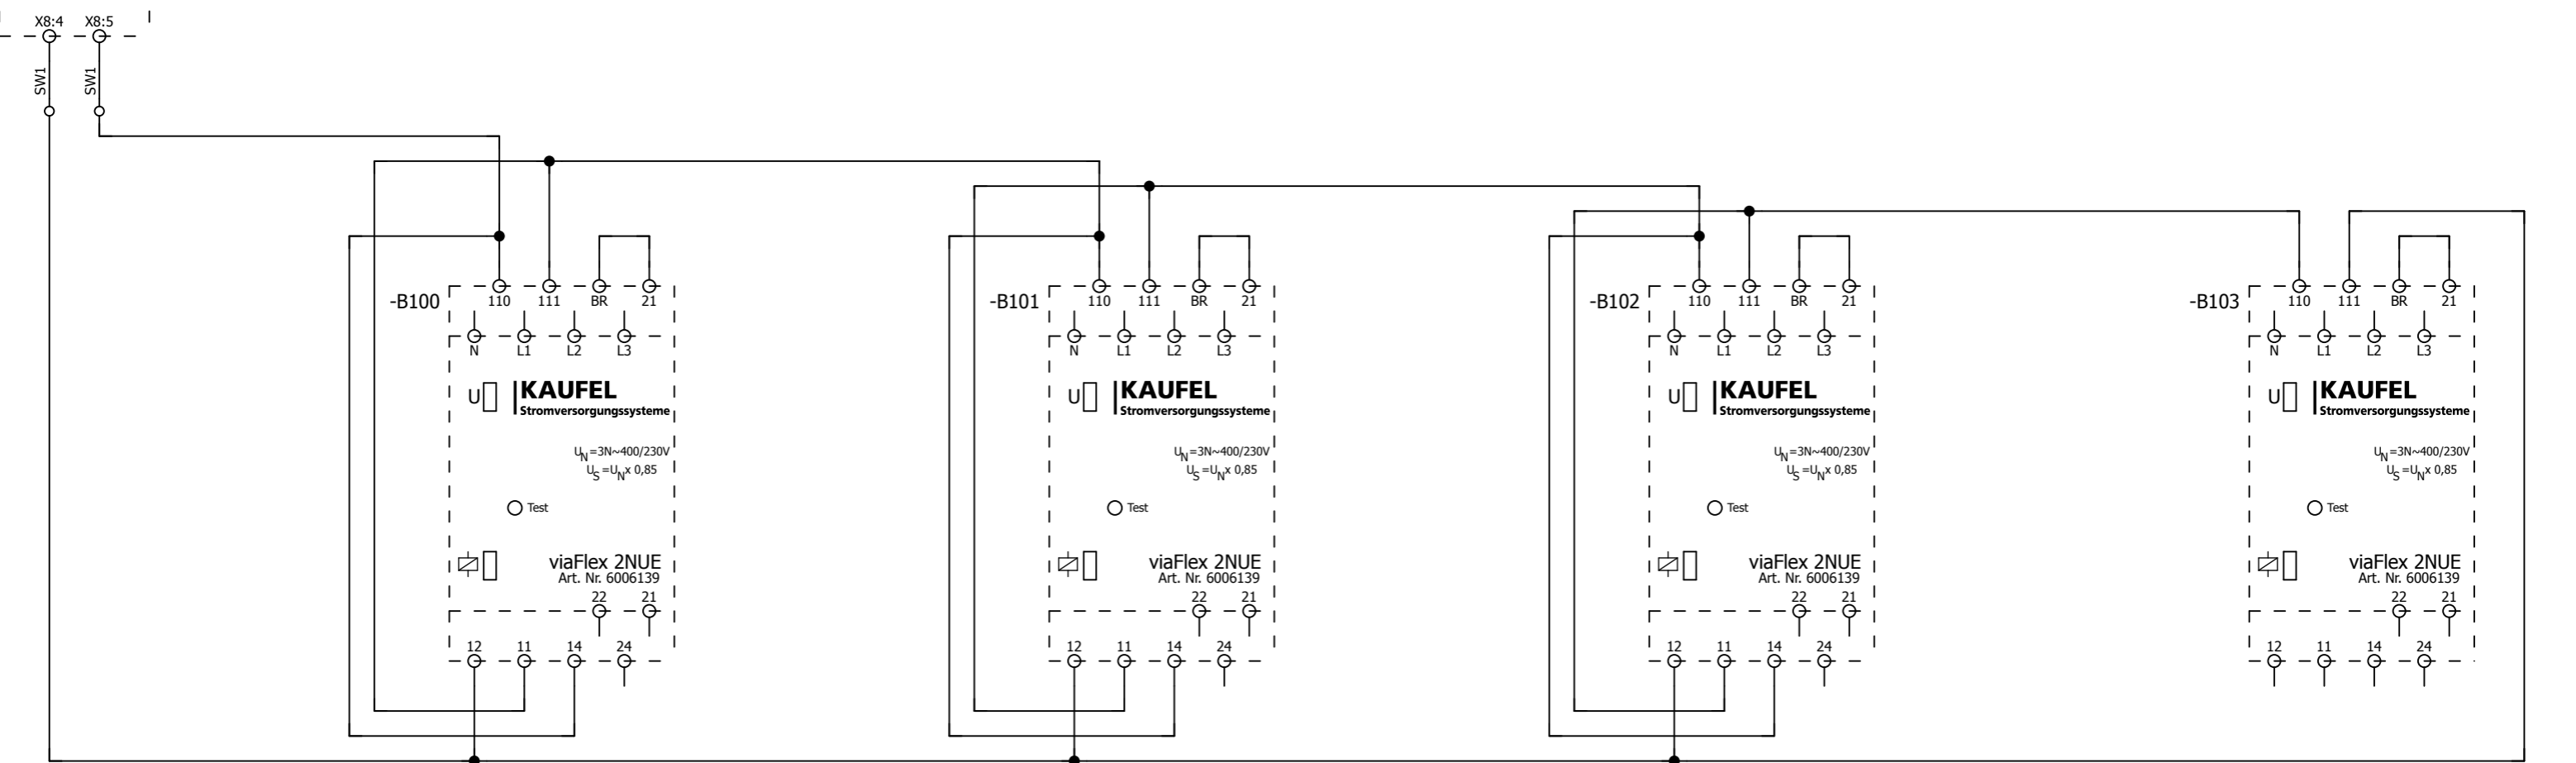 X8:4 X8:5
SW1 SW1
-B100 110 111 BR 21 -B101 110 111 BR 21 -B102 110 111 BR 21 -B103 110 111 BR 21
N L1 L2 L3 N L1 L2 L3 N L1 L2 L3 N L1 L2 L3
U KAUFEL U KAUFEL U KAUFEL U KAUFEL
Stromversorgungssysteme Stromversorgungssysteme Stromversorgungssysteme Stromversorgungssysteme
UN=3N~400/230V UN=3N~400/230V UN=3N~400/230V UN=3N~400/230V
US=UNx 0,85 US=UNx 0,85 US=UNx 0,85 US=UNx 0,85
Test Test Test Test
viaFlex 2NUE viaFlex 2NUE viaFlex 2NUE viaFlex 2NUE
Art. Nr. 6006139 Art. Nr. 6006139 Art. Nr. 6006139 Art. Nr. 6006139
22 21 22 21 22 21 22 21
12 11 14 24 12 11 14 24 12 11 14 24 12 11 14 24